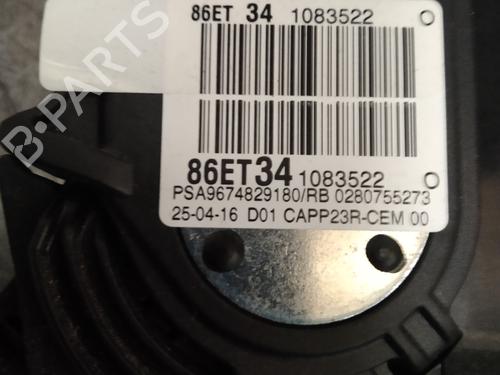 86ET 34 1083522 O
86ET34 1083522 O
PSA9674829180/RB 0280755273
25-04-16 D01 CAPP23R-CEM 00
B-PARTS